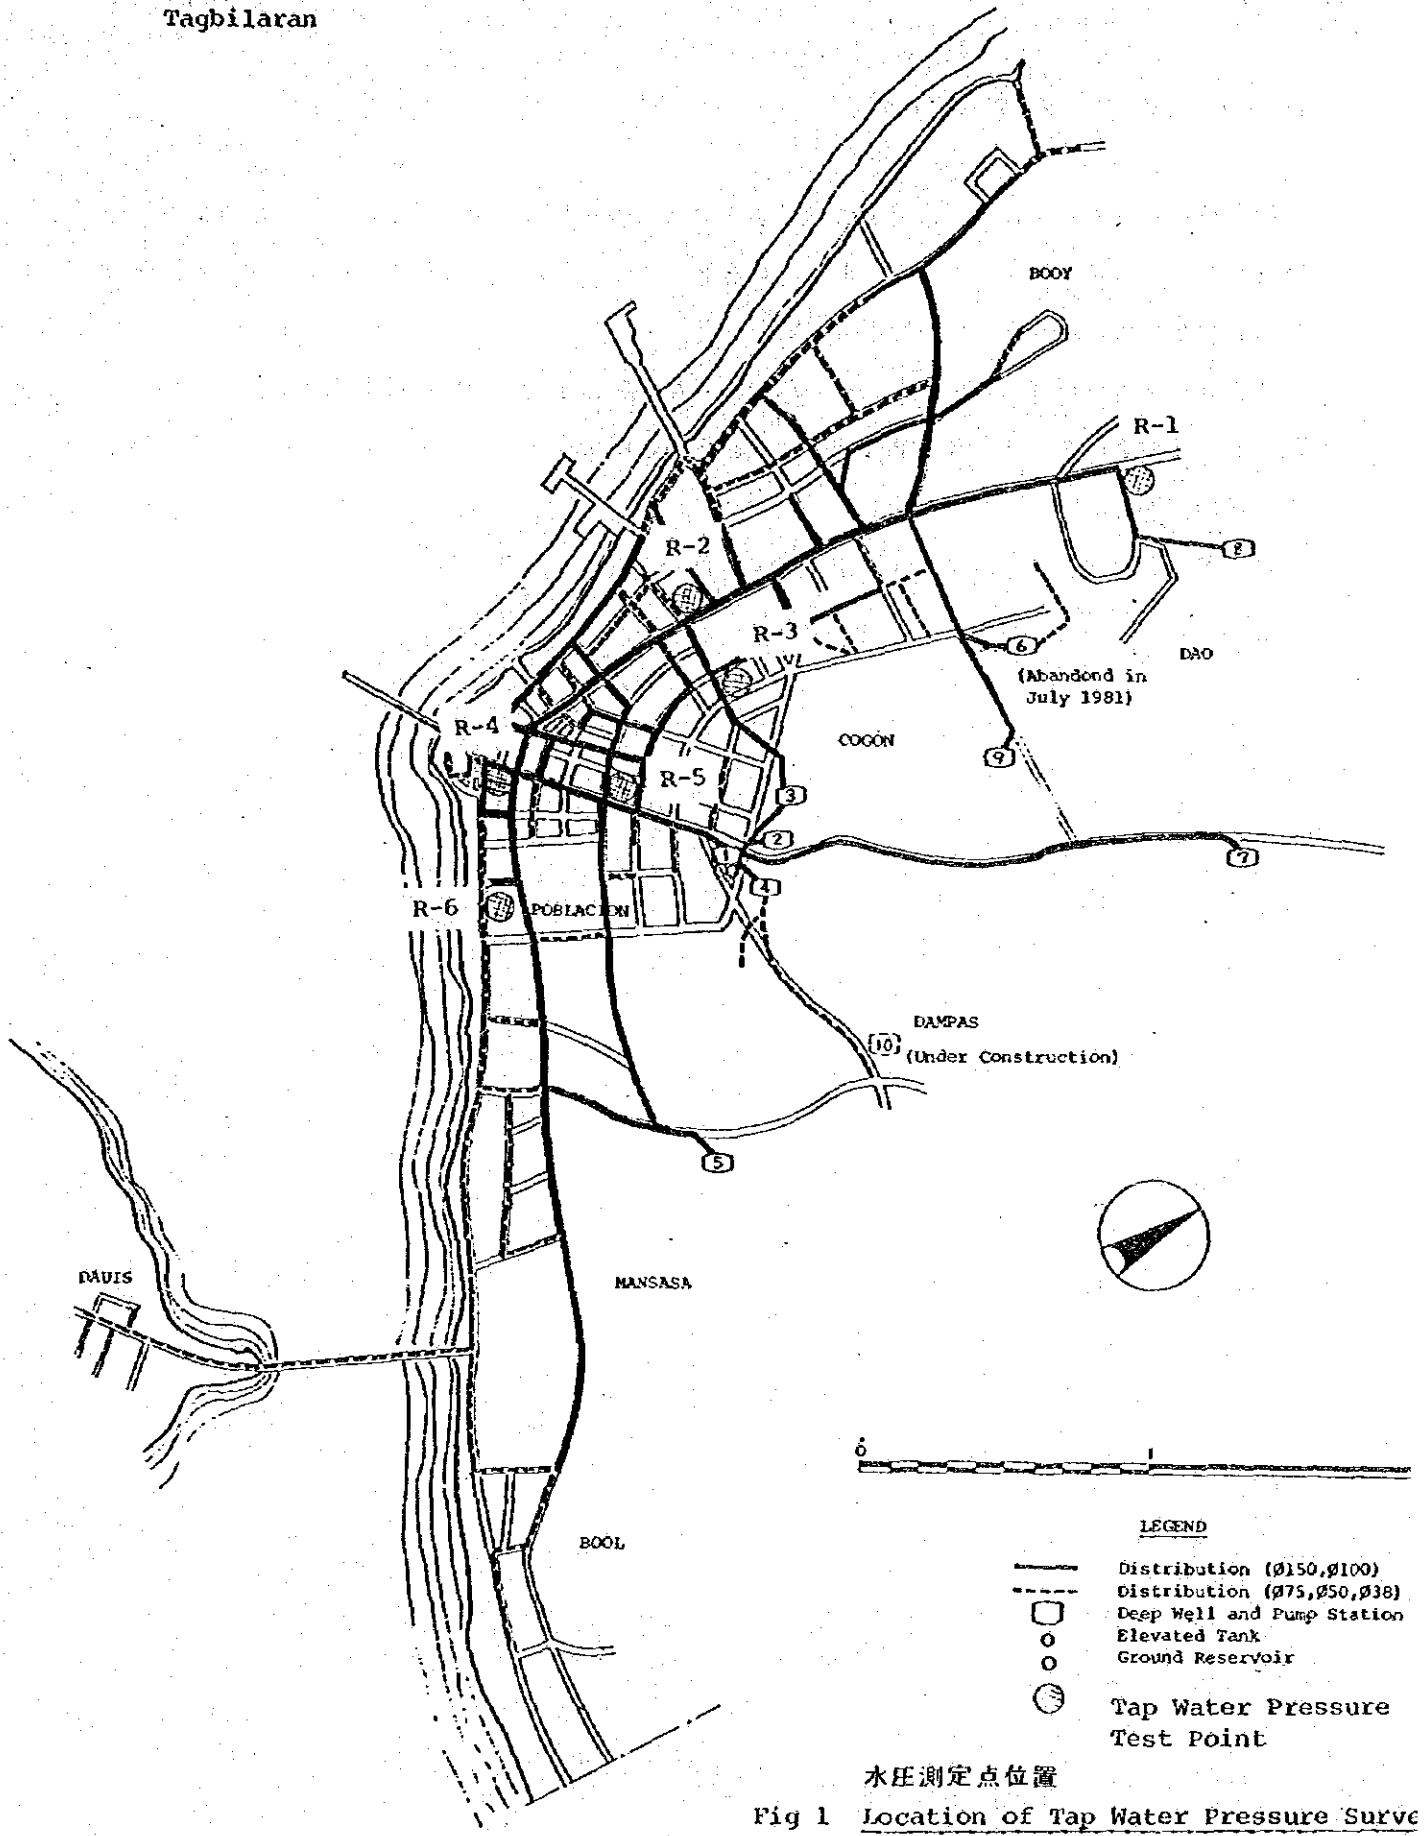 Tagbilaran
BOOY
R-1
R-2
8
R-3
6
DAO
(Abandond in
July 1981)
R-4
COGON
9
R-5
3
2
7
4
R-6
POBLACION
DAMPAS
10
(Under Construction)
5
DAUIS
MANSASA
0
1
BOOL
LEGEND
Distribution (Ø150,Ø100)
Distribution (Ø75,Ø50,Ø38)
Deep Well and Pump Station
Elevated Tank
Ground Reservoir
Tap Water Pressure
Test Point
水圧測定点位置
Fig 1 Location of Tap Water Pressure Surve